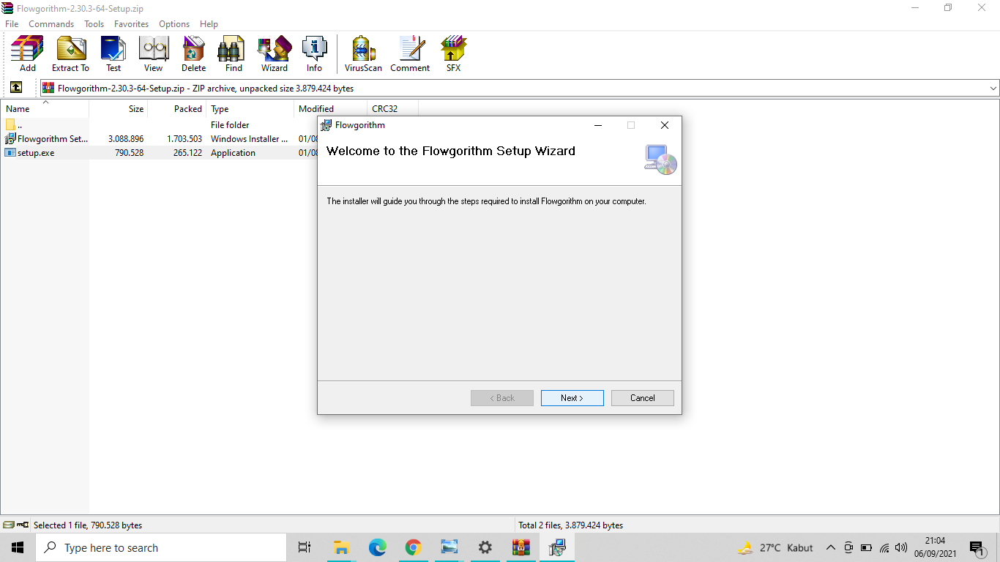 Flowgorithm-2.30.3-64-Setup.zip
File Commands Tools Favorites Options Help
Add Extract To Test View Delete Find Wizard Info VirusScan Comment SFX
Flowgorithm-2.30.3-64-Setup.zip - ZIP archive, unpacked size 3.879.424 bytes
Name Size Packed Type Modified CRC32
.. File folder
Flowgorithm Set... 3.088.896 1.703.503 Windows Installer ... 01/08
setup.exe 790.528 265.122 Application 01/08
Flowgorithm
Welcome to the Flowgorithm Setup Wizard
The installer will guide you through the steps required to install Flowgorithm on your computer.
< Back Next > Cancel
Selected 1 file, 790.528 bytes Total 2 files, 3.879.424 bytes
Type here to search 27°C Kabut 21:04
06/09/2021 1